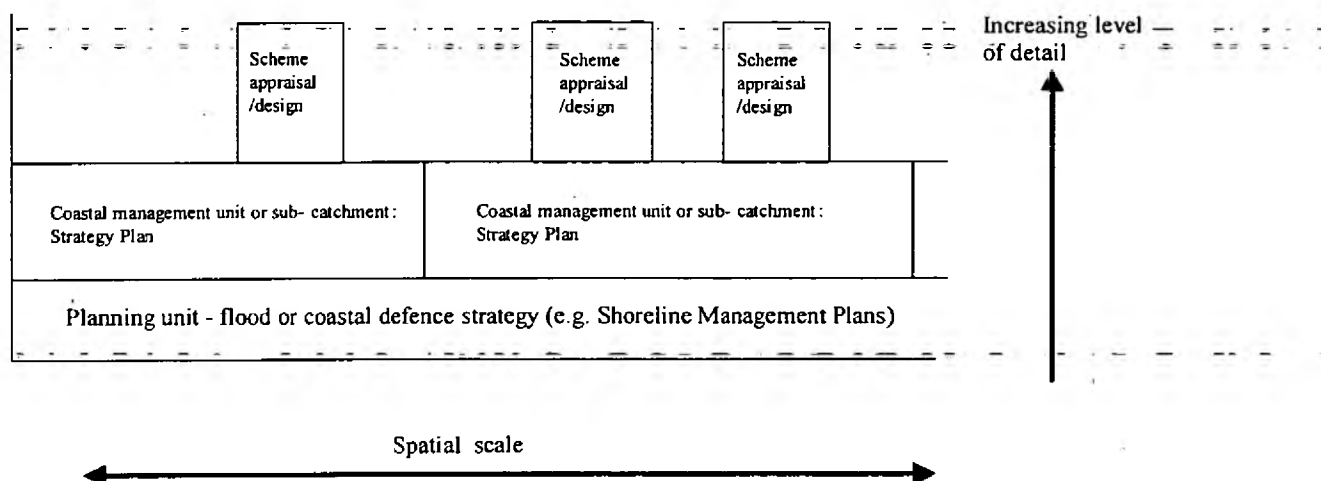 Increasing level
of detail
Scheme
appraisal
/design
Scheme
appraisal
/design
Scheme
appraisal
/design
Coastal management unit or sub- catchment:
Strategy Plan
Coastal management unit or sub- catchment:
Strategy Plan
Planning unit - flood or coastal defence strategy (e.g. Shoreline Management Plans)
Spatial scale